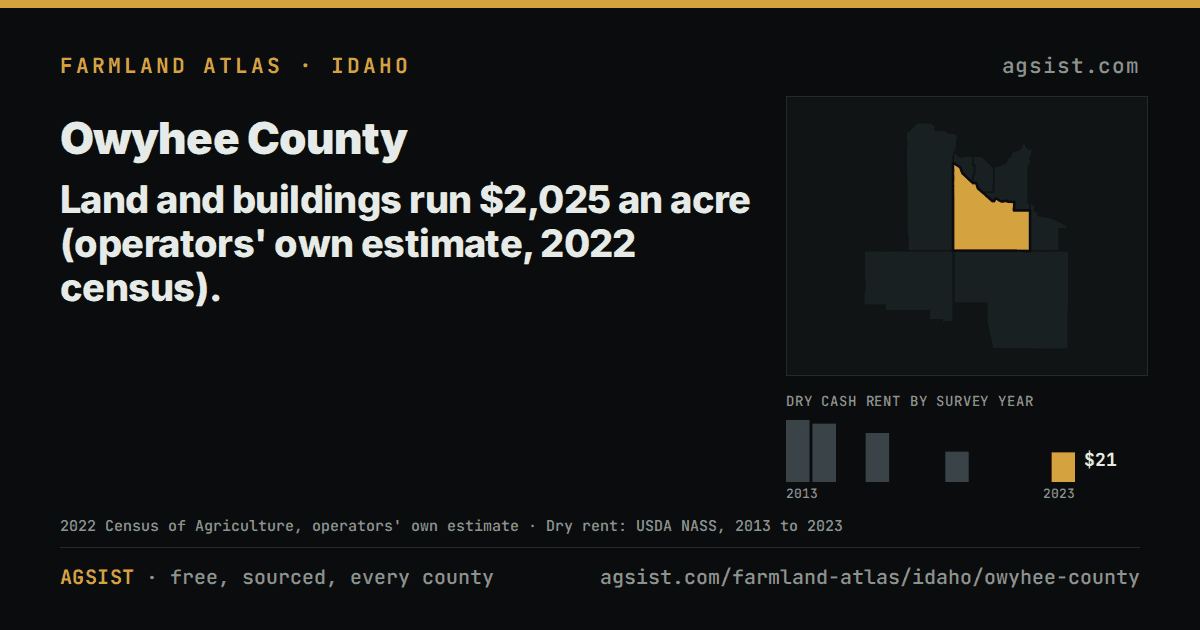 FARMLAND ATLAS · IDAHO
agsist.com
Owyhee County
Land and buildings run $2,025 an acre
(operators' own estimate, 2022
census).
DRY CASH RENT BY SURVEY YEAR
$21
2013
2023
2022 Census of Agriculture, operators' own estimate · Dry rent: USDA NASS, 2013 to 2023
AGSIST · free, sourced, every county
agsist.com/farmland-atlas/idaho/owyhee-county